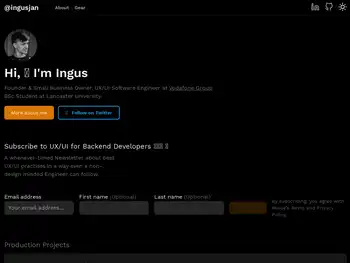 @ingusjan
About Gear
Hi, I'm Ingus
Founder & Small Business Owner, UX/UI Software Engineer at Vodafone Group
BSc Student at Lancaster University.
More about me
Follow on Twitter
Subscribe to UX/UI for Backend Developers
A whenever-timed Newsletter about best
UX/UI practices in a way even a non-
design minded Engineer can follow.
Email address First name (Optional) Last name (Optional)
Your email address
By subscribing, you agree with
Revue's Terms and Privacy
Policy
Production Projects